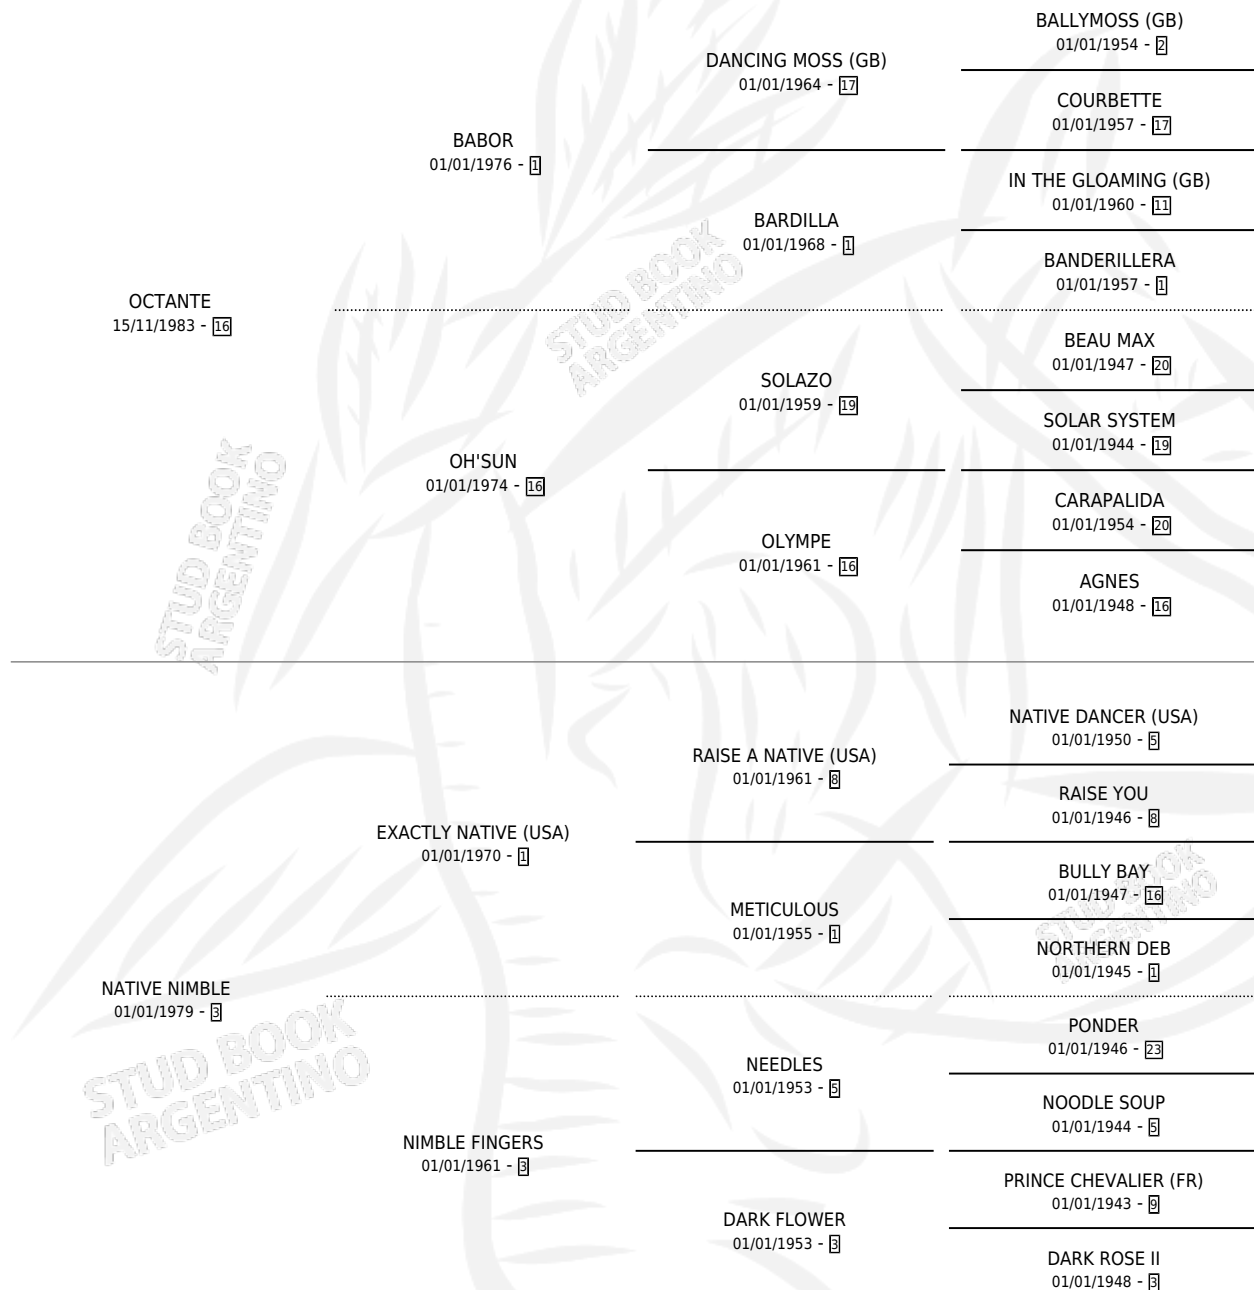 OCTANTE
15/11/1983 - 16
BABOR
01/01/1976 - 1
DANCING MOSS (GB)
01/01/1964 - 17
BALLYMOSS (GB)
01/01/1954 - 2
COURBETTE
01/01/1957 - 17
BARDILLA
01/01/1968 - 1
IN THE GLOAMING (GB)
01/01/1960 - 11
BANDERILLERA
01/01/1957 - 1
OH'SUN
01/01/1974 - 16
SOLAZO
01/01/1959 - 19
BEAU MAX
01/01/1947 - 20
SOLAR SYSTEM
01/01/1944 - 19
OLYMPE
01/01/1961 - 16
CARAPALIDA
01/01/1954 - 20
AGNES
01/01/1948 - 16
NATIVE NIMBLE
01/01/1979 - 3
EXACTLY NATIVE (USA)
01/01/1970 - 1
RAISE A NATIVE (USA)
01/01/1961 - 8
NATIVE DANCER (USA)
01/01/1950 - 5
RAISE YOU
01/01/1946 - 8
METICULOUS
01/01/1955 - 1
BULLY BAY
01/01/1947 - 16
NORTHERN DEB
01/01/1945 - 1
NIMBLE FINGERS
01/01/1961 - 3
NEEDLES
01/01/1953 - 5
PONDER
01/01/1946 - 23
NOODLE SOUP
01/01/1944 - 5
DARK FLOWER
01/01/1953 - 3
PRINCE CHEVALIER (FR)
01/01/1943 - 9
DARK ROSE II
01/01/1948 - 3
STUD BOOK
ARGENTINO
STUD BOOK
ARGENTINO
STUD BOOK
ARGENTINO
STUD BOOK
ARGENTINO